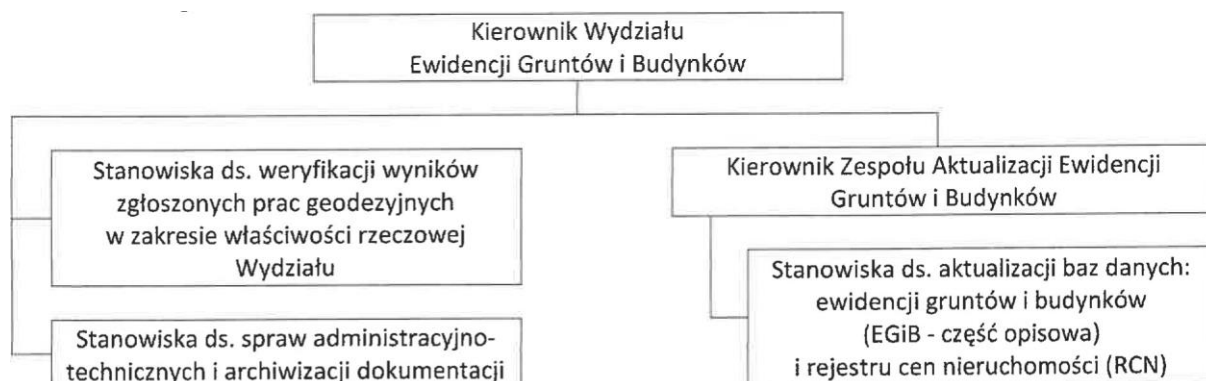 Kierownik Wydziału
Ewidencji Gruntów i Budynków
Stanowiska ds. weryfikacji wyników
zgłoszonych prac geodezyjnych
w zakresie właściwości rzeczowej
Wydziału
Stanowiska ds. spraw administracyjno-
technicznych i archiwizacji dokumentacji
Kierownik Zespołu Aktualizacji Ewidencji
Gruntów i Budynków
Stanowiska ds. aktualizacji baz danych:
ewidencji gruntów i budynków
(EGiB - część opisowa)
i rejestru cen nieruchomości (RCN)